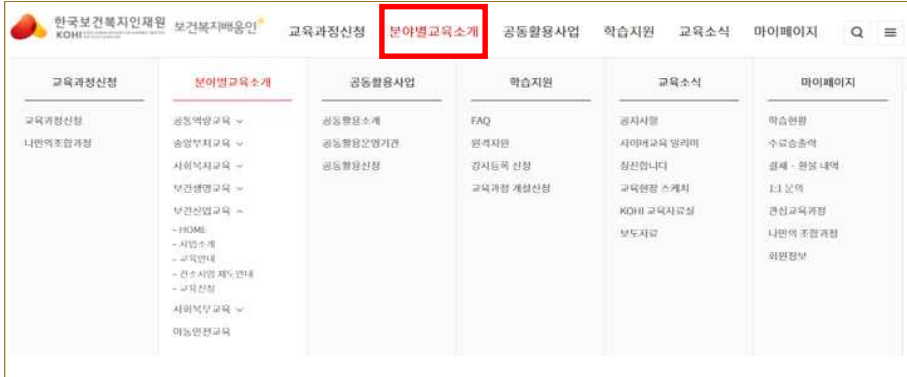 한국보건복지인재원
KOHI
보건복지배움인
교육과정신청 분야별교육소개 공동활용사업 학습지원 교육소식 마이페이지
교육과정신청
교육과정신청
나만의조합과정
분야별교육소개
공통역량교육
중앙부처교육
사회복지교육
보건생명교육
보건산업교육
- HOME
- 사업소개
- 교육안내
- 교육신청
사회복무교육
아동안전교육
공동활용사업
공동활용소개
공동활용운영기관
공동활용신청
학습지원
FAQ
원격지원
강사등록 신청
교육과정 개설신청
교육소식
공지사항
사이버교육 알리미
칭찬합니다
교육현장 스케치
KOHI 교육자료실
보도자료
마이페이지
학습현황
수료증출력
결제 · 환불 내역
1:1 문의
관심교육과정
나만의 조합과정
회원정보